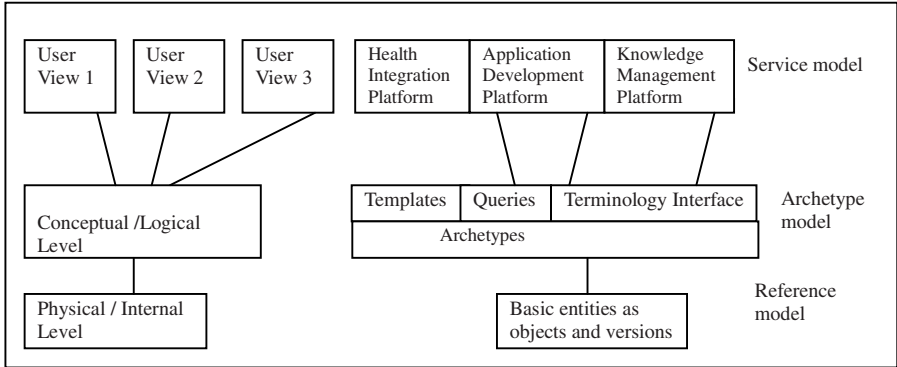 User
View 1
User
View 2
User
View 3
Health
Integration
Platform
Application
Development
Platform
Knowledge
Management
Platform
Service model
Conceptual /Logical
Level
Templates
Queries
Terminology Interface
Archetypes
Archetype
model
Physical / Internal
Level
Basic entities as
objects and versions
Reference
model